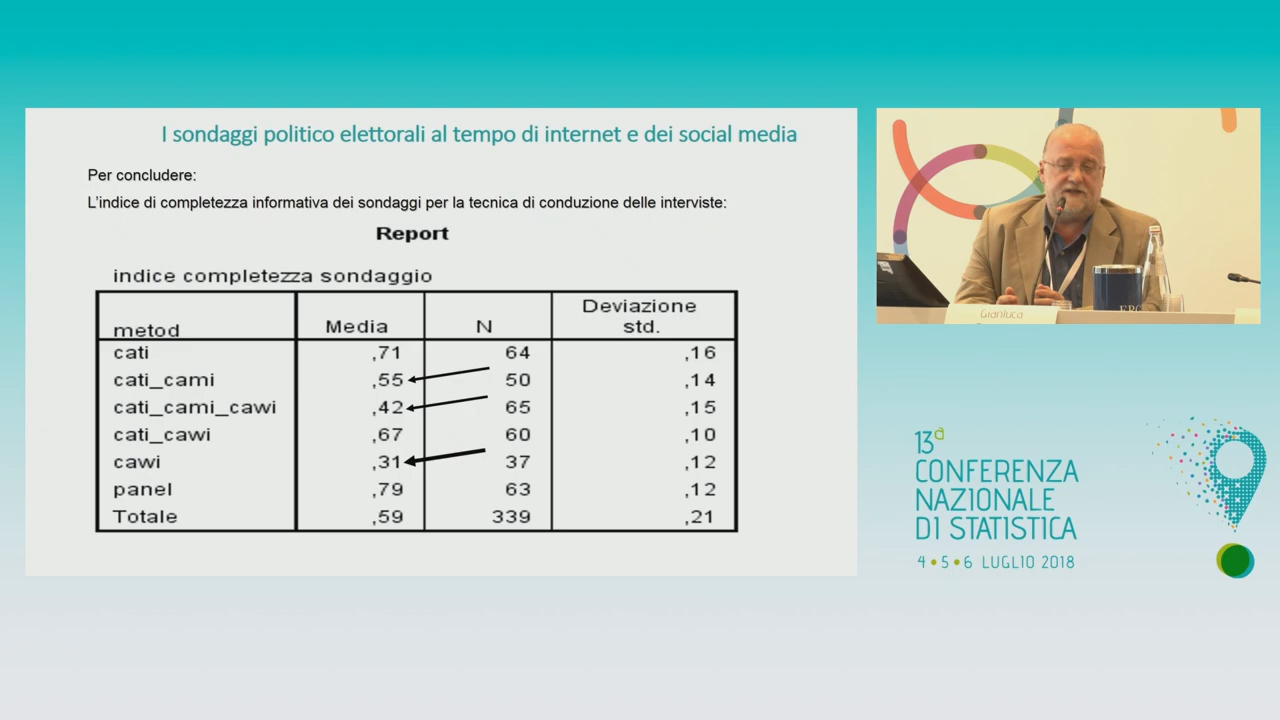 I sondaggi politico elettorali al tempo di internet e dei social media
Per concludere:
L'indice di completezza informativa dei sondaggi per la tecnica di conduzione delle interviste:
Report
indice completezza sondaggio
metod Media N Deviazione std.
cati ,71 64 ,16
cati_cami ,55 50 ,14
cati_cami_cawi ,42 65 ,15
cati_cawi ,67 60 ,10
cawi ,31 37 ,12
panel ,79 63 ,12
Totale ,59 339 ,21
Gianluca
13ª
CONFERENZA
NAZIONALE
DI STATISTICA
4 • 5 • 6 LUGLIO 2018